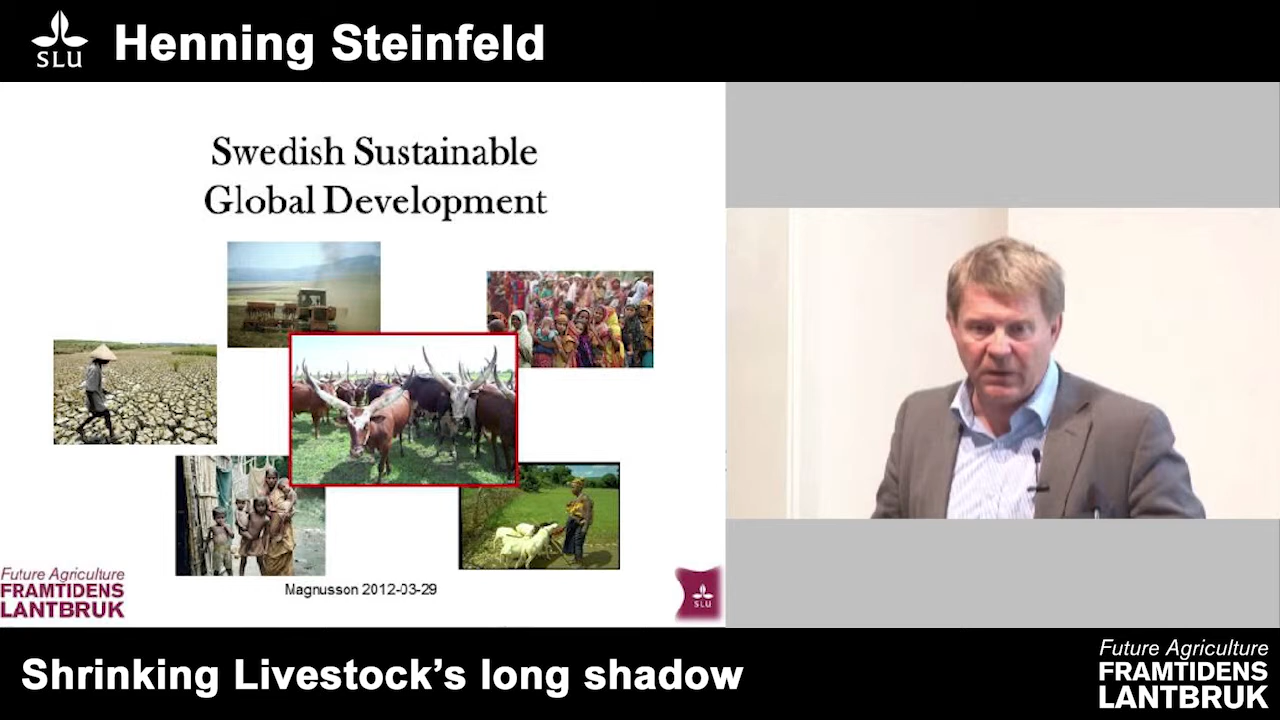 SLU
Henning Steinfeld
Swedish Sustainable
Global Development
Magnusson 2012-03-29
Future Agriculture
FRAMTIDENS
LANTBRUK
SLU
Shrinking Livestock's long shadow
Future Agriculture
FRAMTIDENS
LANTBRUK